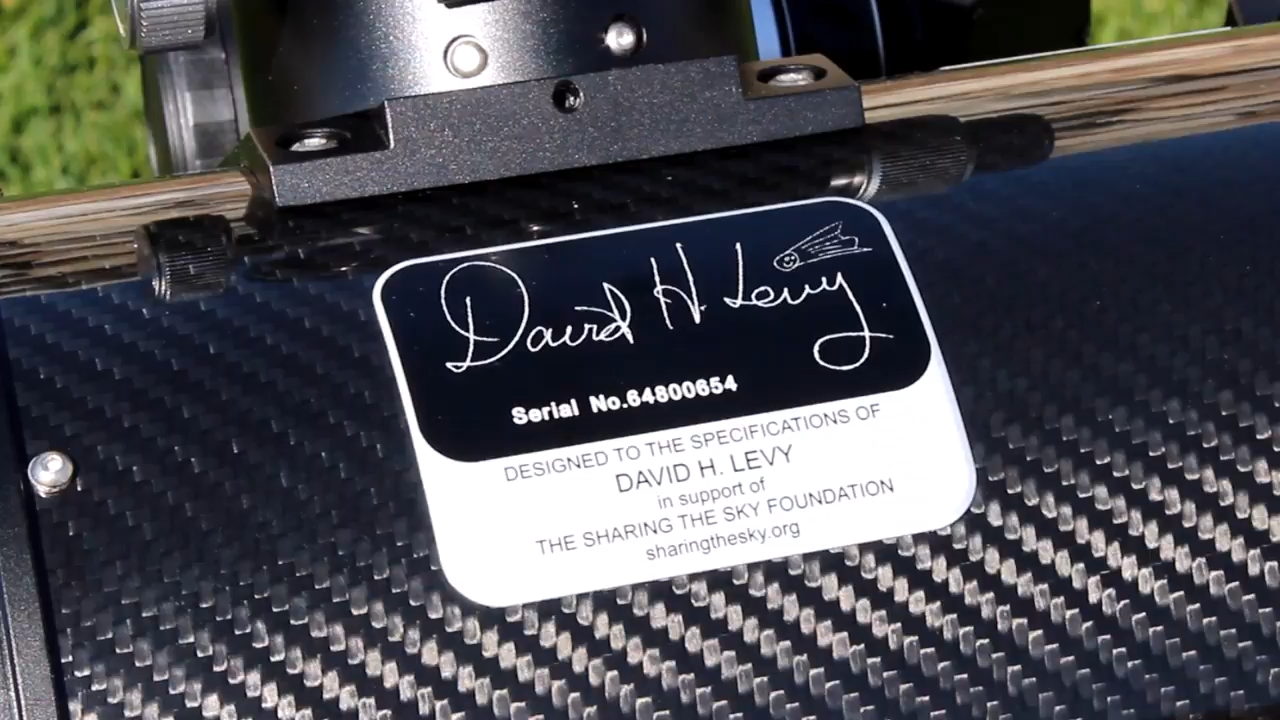 David H. Levy
Serial No.64800654
DESIGNED TO THE SPECIFICATIONS OF
DAVID H. LEVY
in support of
THE SHARING THE SKY FOUNDATION
sharingthesky.org